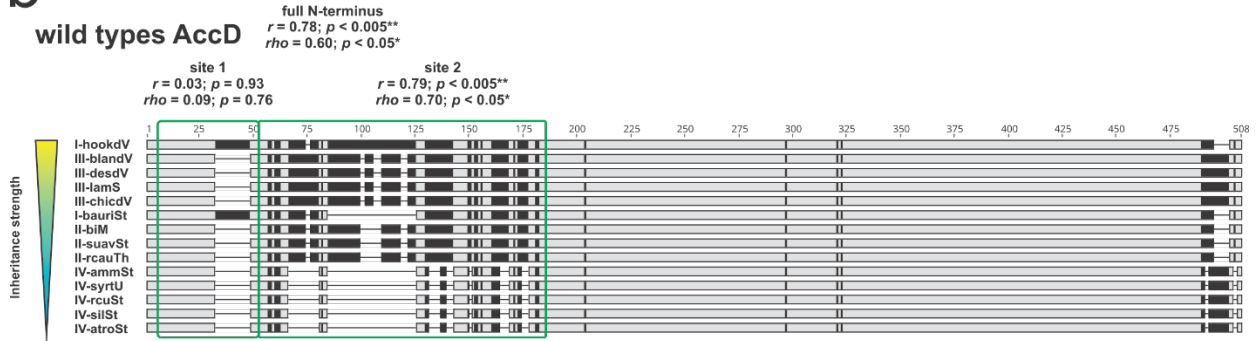 b
full N-terminus
r = 0.78; p < 0.005**
rho = 0.60; p < 0.05*
wild types AccD
site 1
r = 0.03; p = 0.93
rho = 0.09; p = 0.76
site 2
r = 0.79; p < 0.005**
rho = 0.70; p < 0.05*
1 25 50 75 100 125 150 175 200 225 250 275 300 325 350 375 400 425 450 475 508
Inheritance strength
I-hookdV
III-blandV
III-desdV
III-lamS
III-chicdV
I-bauriSt
II-biM
II-suavSt
II-rcauTh
IV-ammSt
IV-syrtU
IV-rcuSt
IV-silSt
IV-atroSt